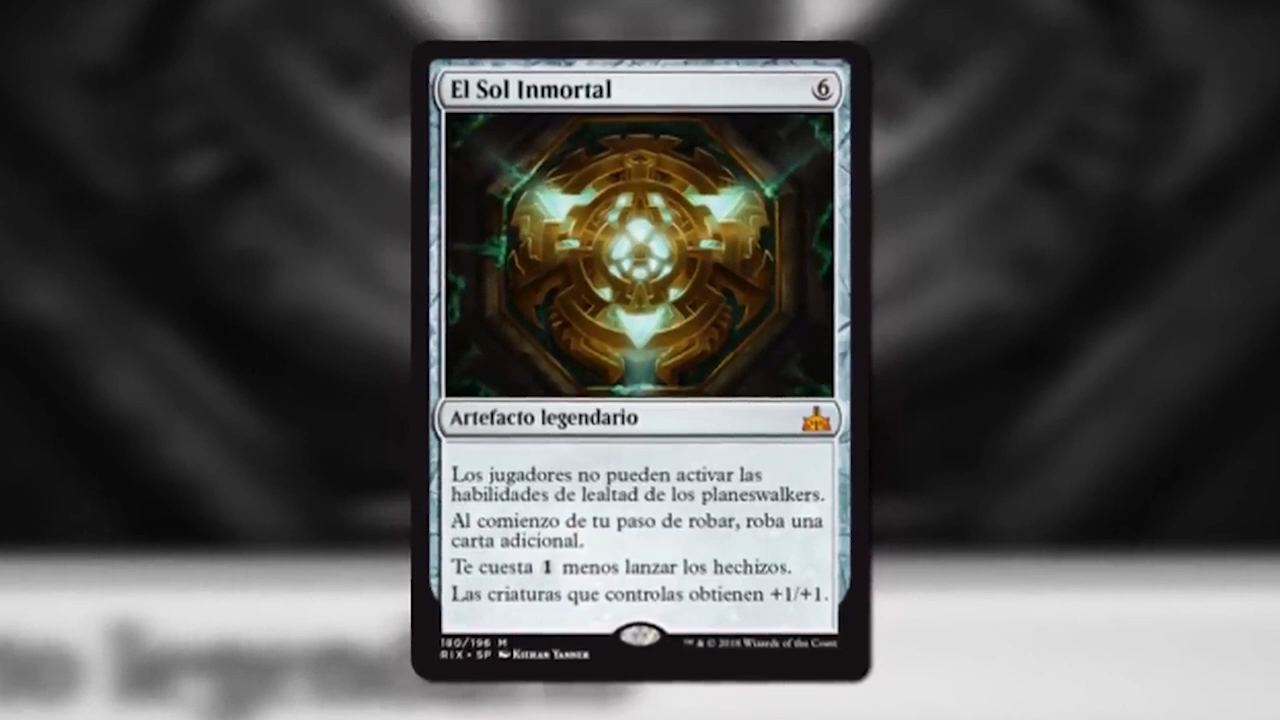 El Sol Inmortal 6
Artefacto legendario
Los jugadores no pueden activar las
habilidades de lealtad de los planeswalkers.
Al comienzo de tu paso de robar, roba una
carta adicional.
Te cuesta 1 menos lanzar los hechizos.
Las criaturas que controlas obtienen +1/+1.
180/196 M
™ & © 2018 Wizards of the Coast
RIX • SP Kieran Yanner